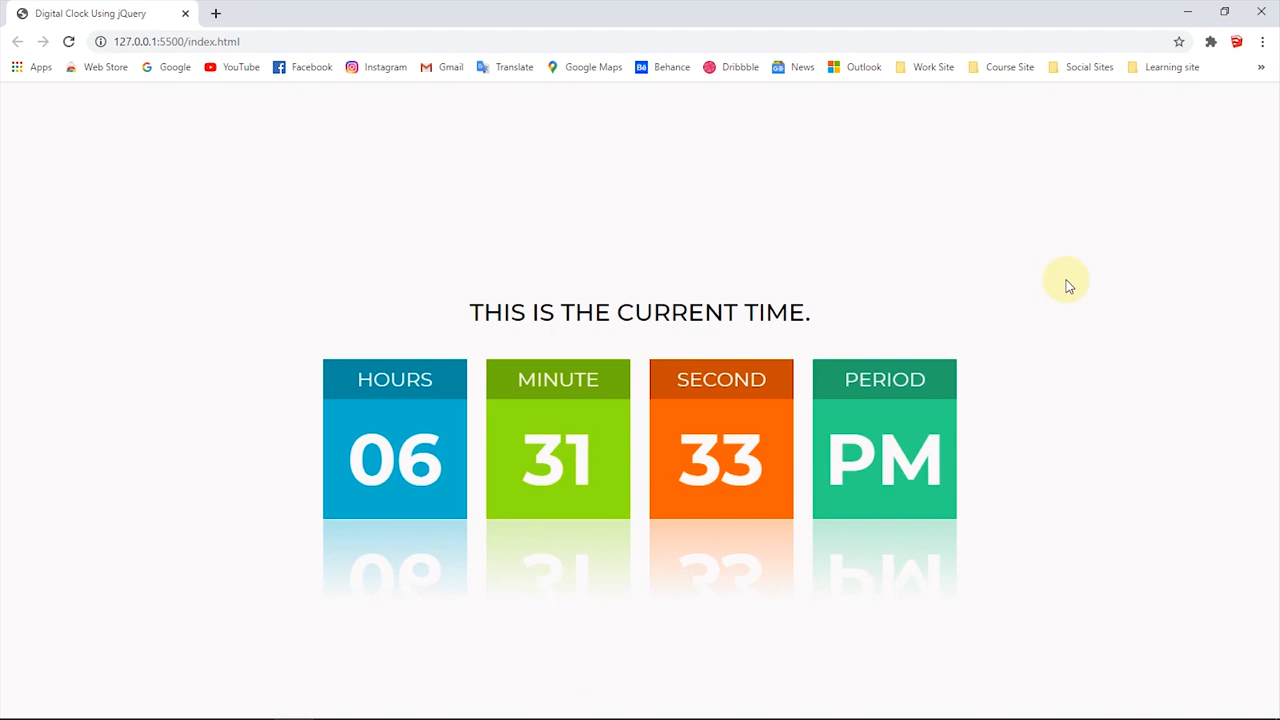 Digital Clock Using jQuery
127.0.0.1:5500/index.html
Apps Web Store Google YouTube Facebook Instagram Gmail Translate Google Maps Behance Dribbble News Outlook Work Site Course Site Social Sites Learning site »
THIS IS THE CURRENT TIME.
HOURS MINUTE SECOND PERIOD
06 31 33 PM